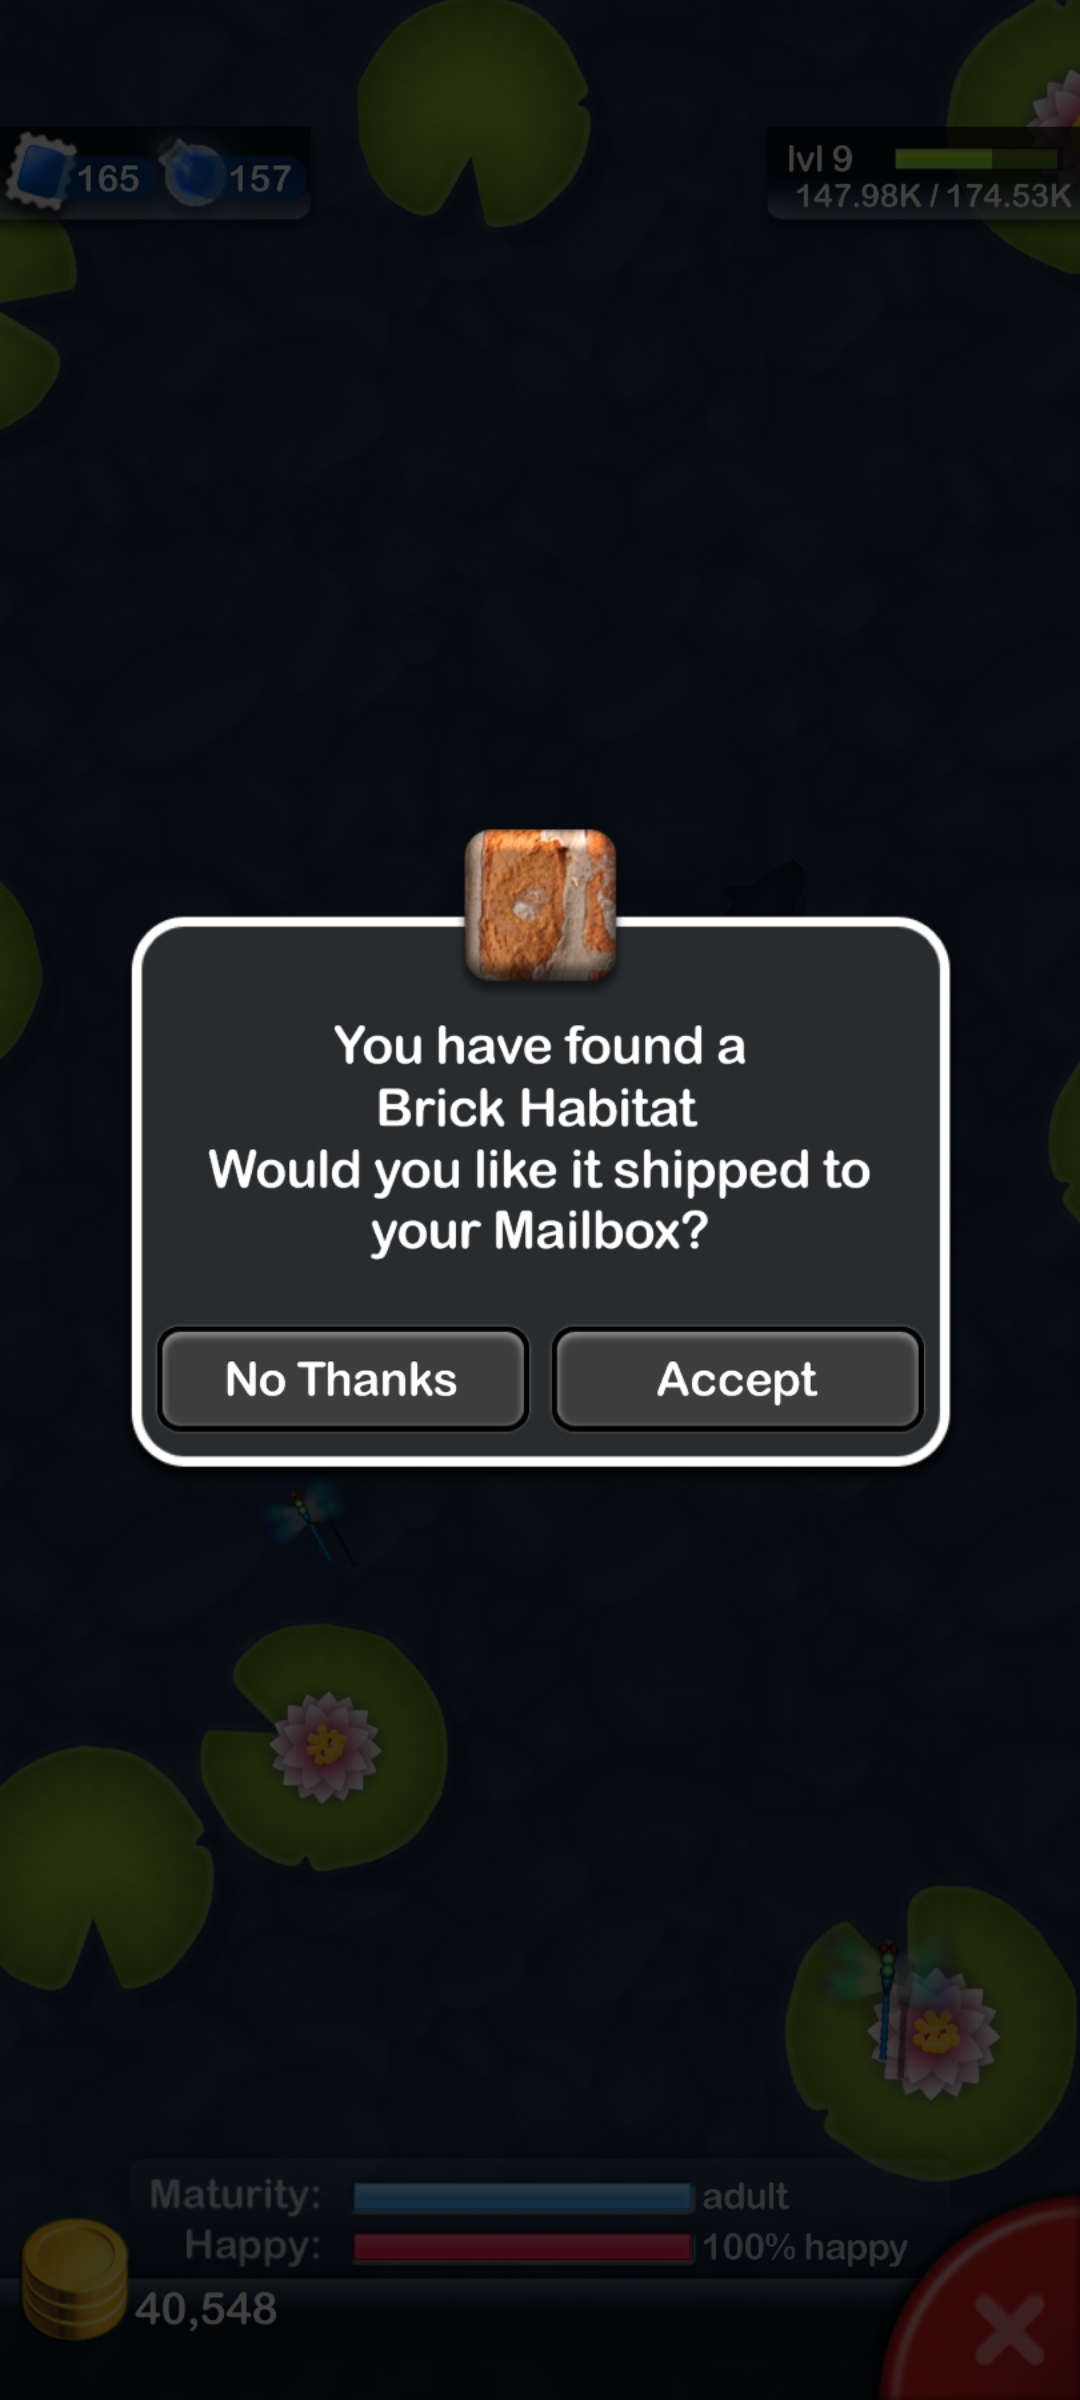 165
157
lvl 9
147.98K / 174.53K
You have found a
Brick Habitat
Would you like it shipped to
your Mailbox?
No Thanks
Accept
Maturity:
adult
Happy:
100% happy
40,548